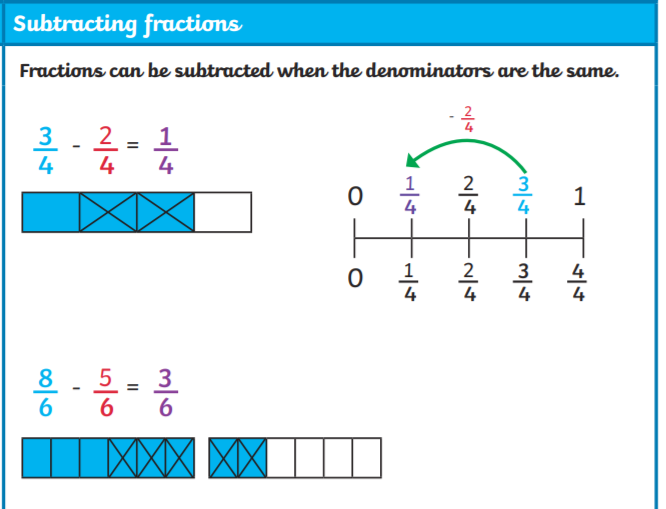 Subtracting fractions
Fractions can be subtracted when the denominators are the same.
3/4 - 2/4 = 1/4
- 2/4
0 1/4 2/4 3/4 1
0 1/4 2/4 3/4 4/4
8/6 - 5/6 = 3/6